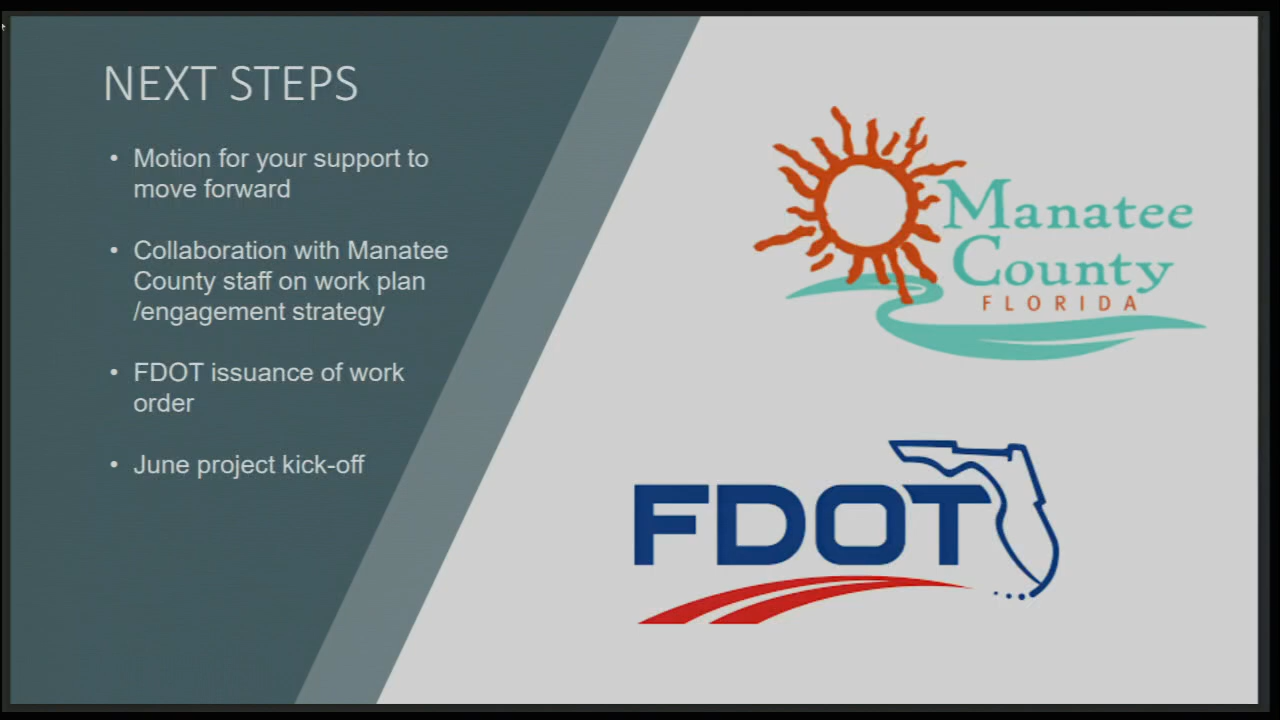 NEXT STEPS
• Motion for your support to
move forward
• Collaboration with Manatee
County staff on work plan
/engagement strategy
• FDOT issuance of work
order
• June project kick-off
Manatee
County
FLORIDA
FDOT